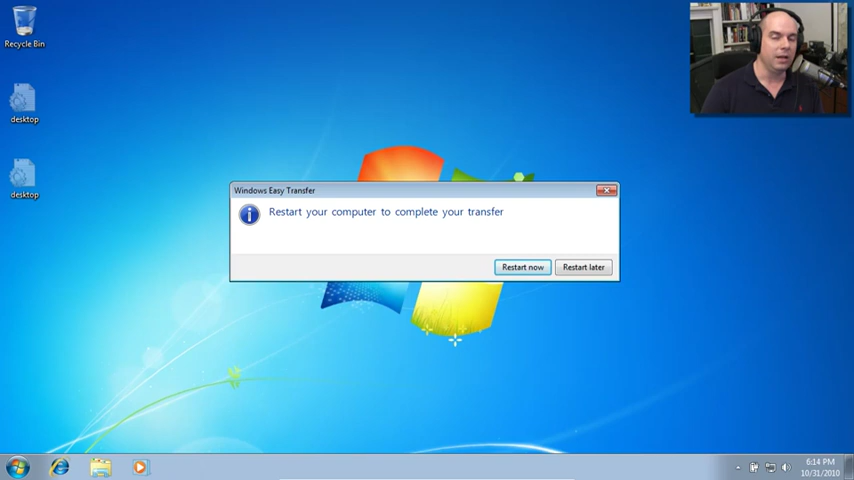 Recycle Bin
desktop
desktop
Windows Easy Transfer
Restart your computer to complete your transfer
Restart now
Restart later
6:14 PM
10/31/2010